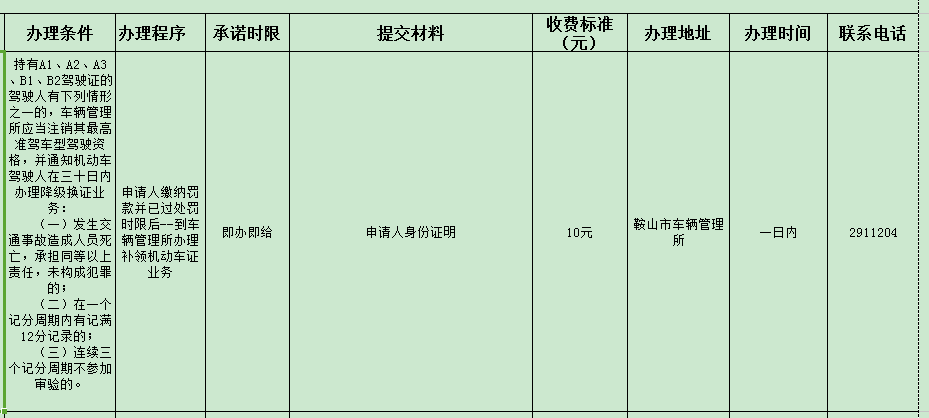 办理条件
办理程序
承诺时限
提交材料
收费标准
（元）
办理地址
办理时间
联系电话
持有A1、A2、A3
、B1、B2驾驶证的
驾驶人有下列情形
之一的，车辆管理
所应当注销其最高
准驾车型驾驶资
格，并通知机动车
驾驶人在三十日内
办理降级换证业
务：
（一）发生交
通事故造成人员死
亡，承担同等以上
责任，未构成犯罪
的；
（二）在一个
记分周期内有记满
12分记录的；
（三）连续三
个记分周期不参加
审验的。
申请人缴纳罚
款并已过处罚
时限后--到车
辆管理所办理
补领机动车证
业务
即办即给
申请人身份证明
10元
鞍山市车辆管理
所
一日内
2911204